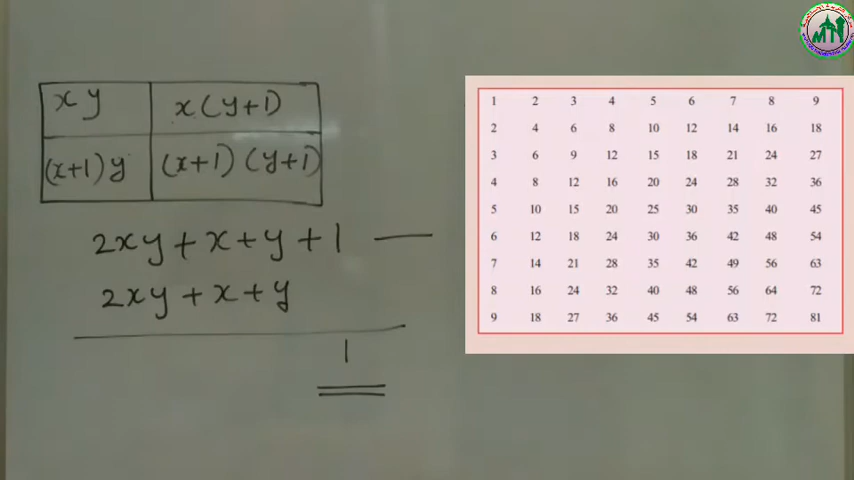 xy x(y+1)
(x+1)y (x+1)(y+1)
2xy+x+y+1 —
2xy+x+y
1
1 2 3 4 5 6 7 8 9
2 4 6 8 10 12 14 16 18
3 6 9 12 15 18 21 24 27
4 8 12 16 20 24 28 32 36
5 10 15 20 25 30 35 40 45
6 12 18 24 30 36 42 48 54
7 14 21 28 35 42 49 56 63
8 16 24 32 40 48 56 64 72
9 18 27 36 45 54 63 72 81